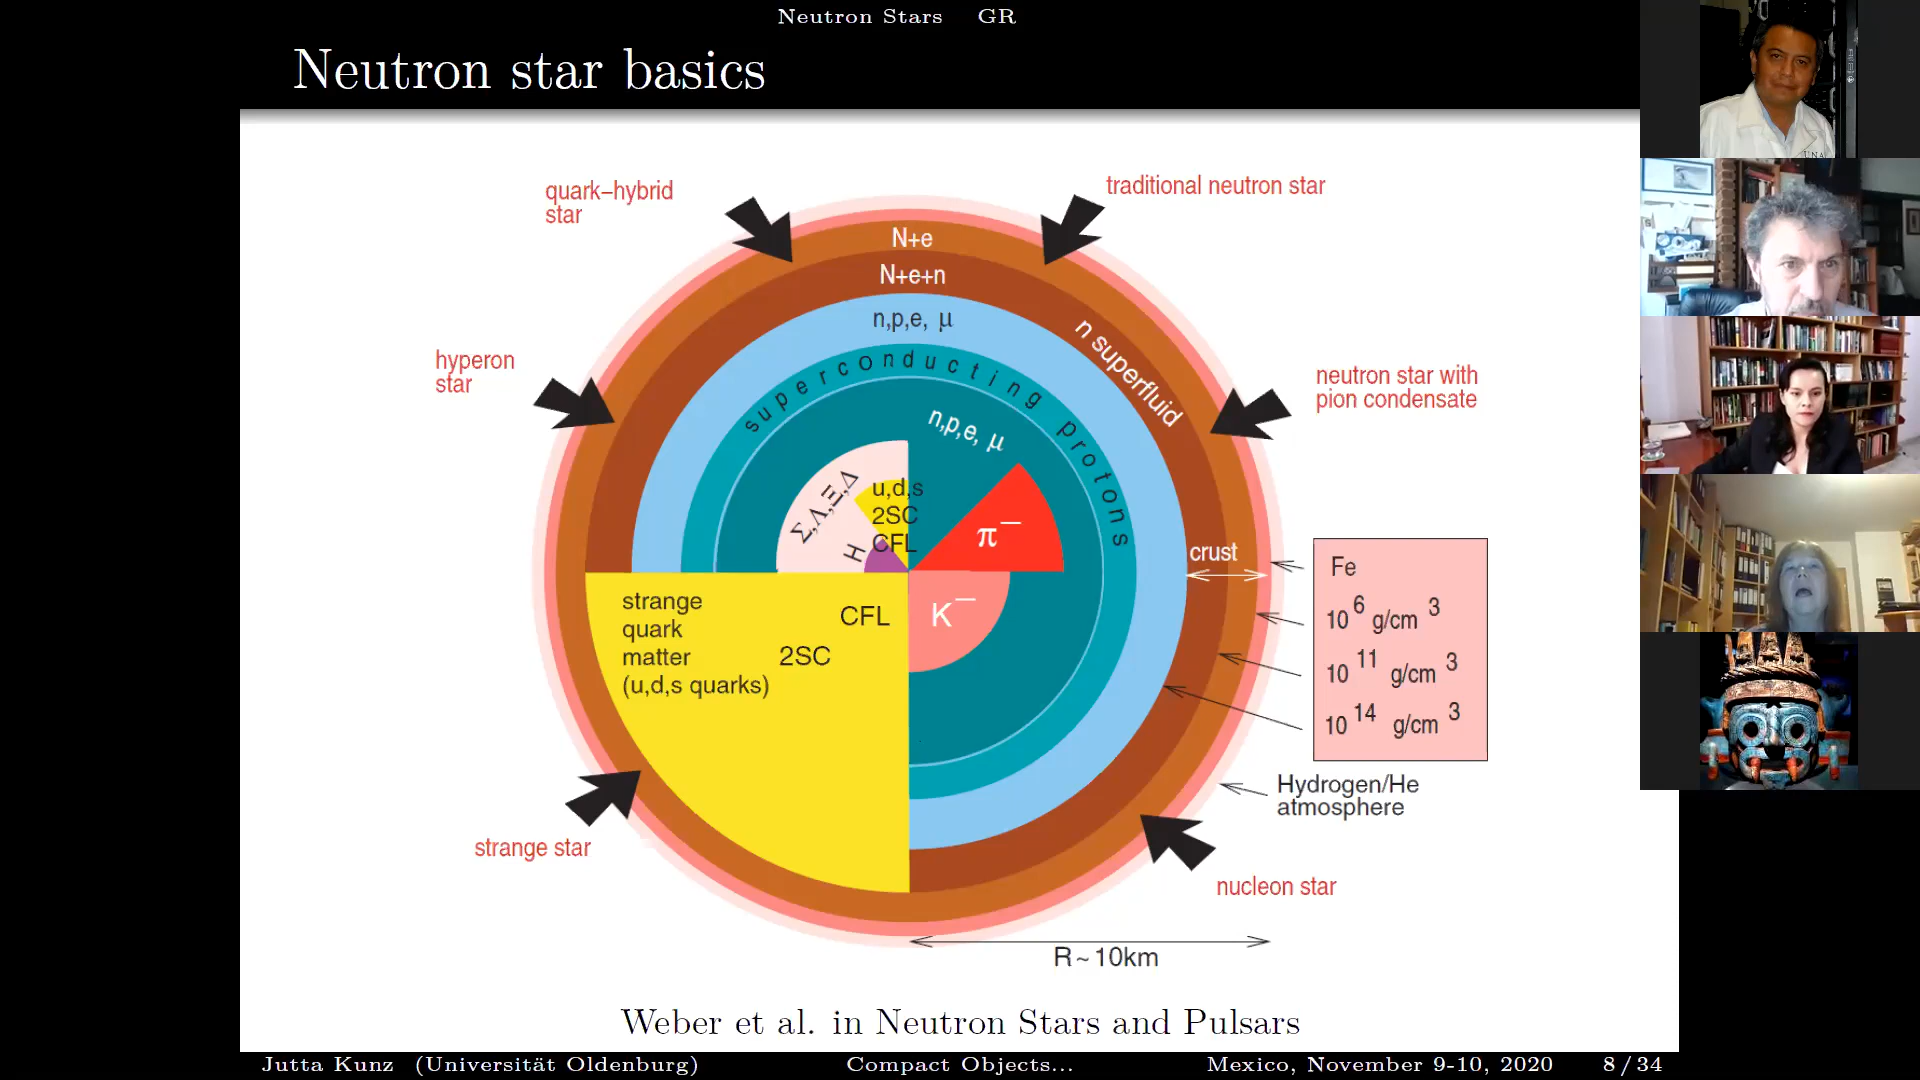 Neutron Stars GR
Neutron star basics
quark–hybrid
star
traditional neutron star
N+e
N+e+n
n,p,e, μ
n superfluid
hyperon
star
superconducting protons
neutron star with
pion condensate
n,p,e, μ
Σ,Λ,Ξ,Δ
u,d,s
2SC
CFL
H
π⁻
crust
Fe
10⁶ g/cm³
10¹¹ g/cm³
10¹⁴ g/cm³
strange
quark
matter
(u,d,s quarks)
CFL
2SC
K⁻
Hydrogen/He
atmosphere
strange star
nucleon star
R~10km
Weber et al. in Neutron Stars and Pulsars
Jutta Kunz (Universität Oldenburg) Compact Objects... Mexico, November 9-10, 2020 8/34
UNA